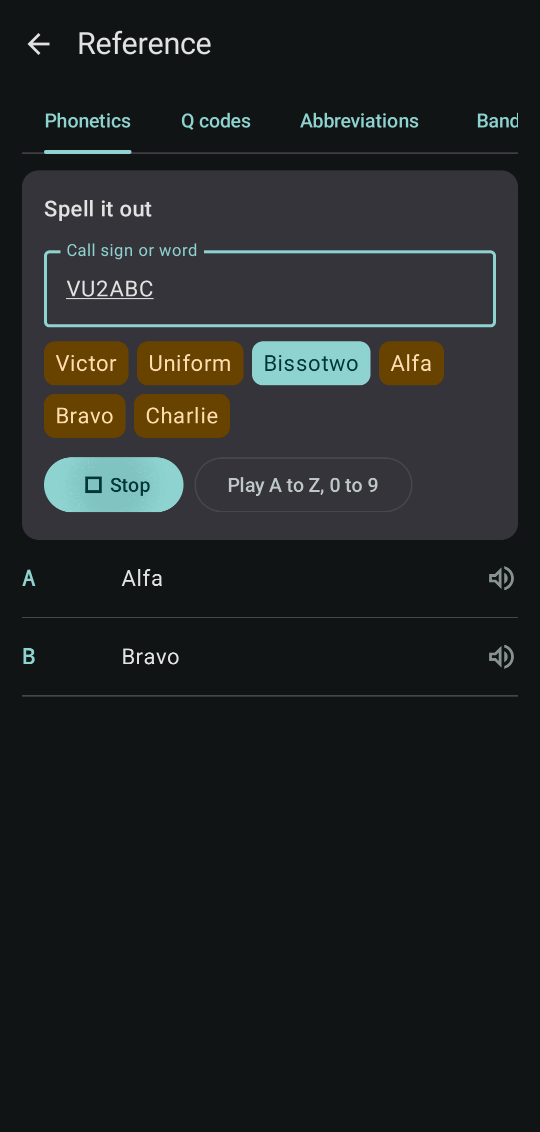 Reference
Phonetics Q codes Abbreviations Band
Spell it out
Call sign or word
VU2ABC
Victor Uniform Bissotwo Alfa
Bravo Charlie
Stop Play A to Z, 0 to 9
A Alfa
B Bravo